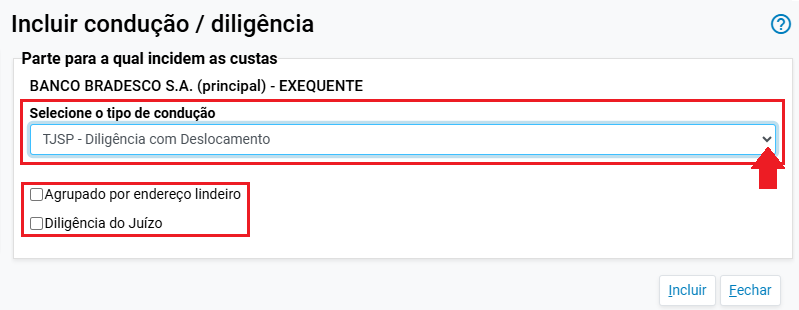 Incluir condução / diligência
?
Parte para a qual incidem as custas
BANCO BRADESCO S.A. (principal) - EXEQUENTE
Selecione o tipo de condução
TJSP - Diligência com Deslocamento
Agrupado por endereço lindeiro
Diligência do Juízo
Incluir Fechar